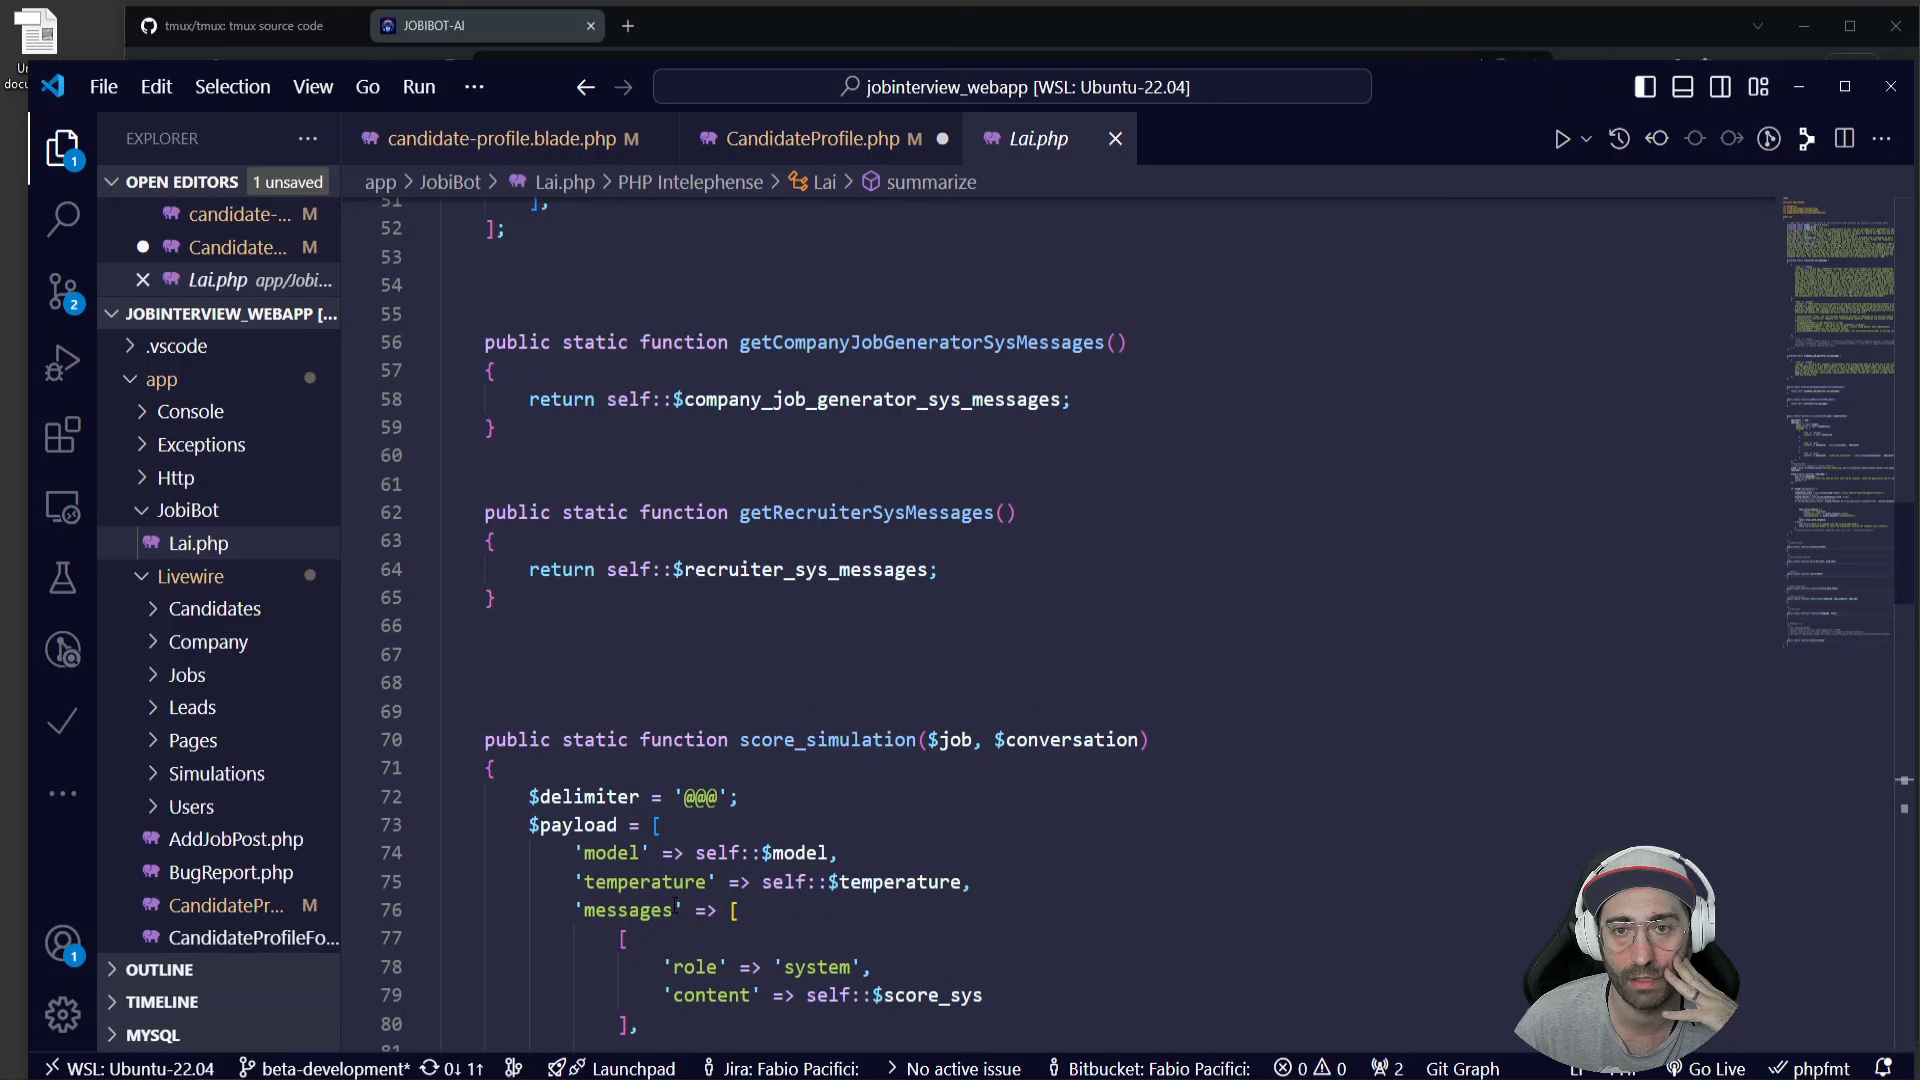 tmux/tmux: tmux source code
JOBIBOT-AI
File Edit Selection View Go Run ···
jobinterview_webapp [WSL: Ubuntu-22.04]
EXPLORER
candidate-profile.blade.php M
CandidateProfile.php M
Lai.php
OPEN EDITORS 1 unsaved
app > JobiBot > Lai.php > PHP Intelephense > Lai > summarize
candidate-... M
Candidate... M
Lai.php app/Jobi...
JOBINTERVIEW_WEBAPP [...
.vscode
app
Console
Exceptions
Http
JobiBot
Lai.php
Livewire
Candidates
Company
Jobs
Leads
Pages
Simulations
Users
AddJobPost.php
BugReport.php
CandidatePr... M
CandidateProfileFo...
OUTLINE
TIMELINE
MYSQL
1
2
1
51 ],
52 ];
53
54
55
56 public static function getCompanyJobGeneratorSysMessages()
57 {
58 return self::$company_job_generator_sys_messages;
59 }
60
61
62 public static function getRecruiterSysMessages()
63 {
64 return self::$recruiter_sys_messages;
65 }
66
67
68
69
70 public static function score_simulation($job, $conversation)
71 {
72 $delimiter = '@@@';
73 $payload = [
74 'model' => self::$model,
75 'temperature' => self::$temperature,
76 'messages' => [
77 [
78 'role' => 'system',
79 'content' => self::$score_sys
80 ],
81
WSL: Ubuntu-22.04 beta-development* 0↓ 1↑ Launchpad Jira: Fabio Pacifici: > No active issue Bitbucket: Fabio Pacifici: 0 0 2 Git Graph Go Live phpfmt